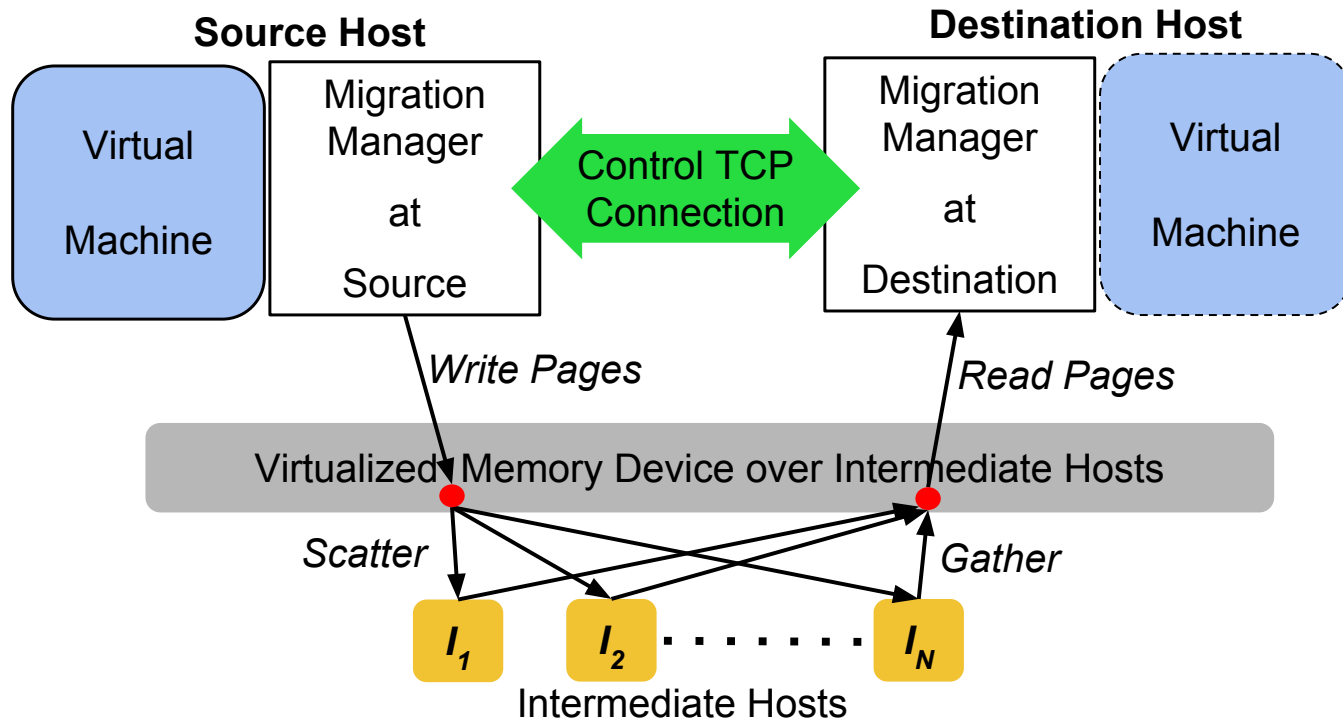 Source Host
Destination Host
Virtual
Machine
Migration
Manager
at
Source
Control TCP
Connection
Migration
Manager
at
Destination
Virtual
Machine
Write Pages
Read Pages
Virtualized Memory Device over Intermediate Hosts
Scatter
Gather
I1
I2
IN
Intermediate Hosts